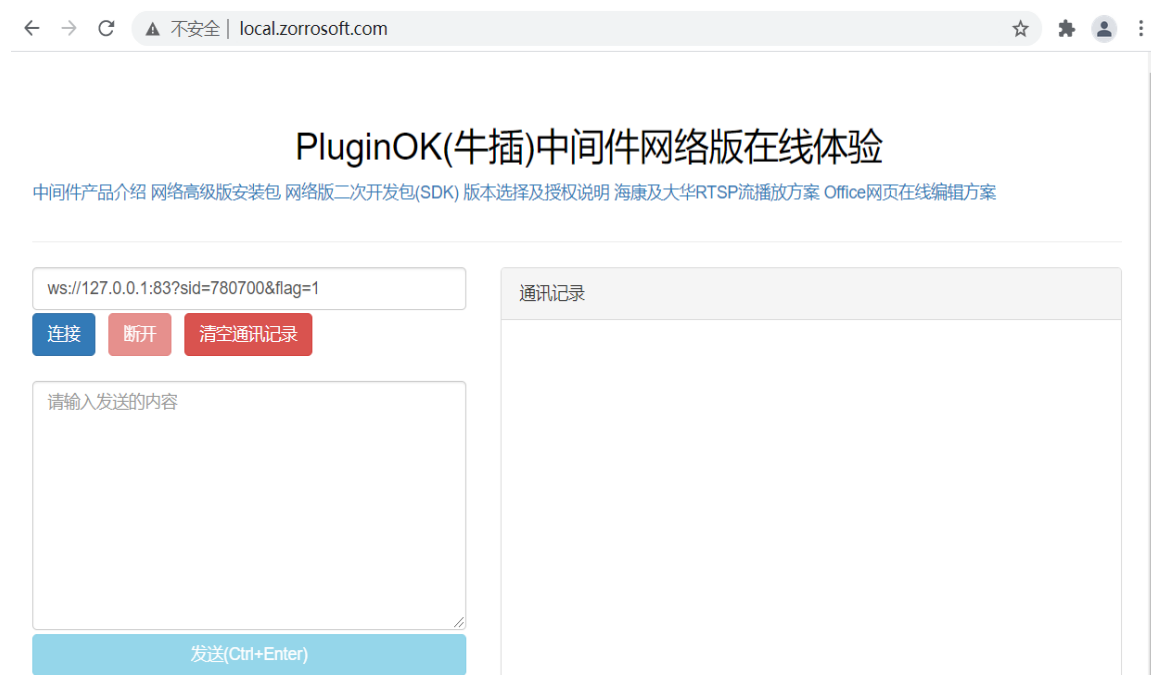 不安全 | local.zorrosoft.com
PluginOK(牛插)中间件网络版在线体验
中间件产品介绍 网络高级版安装包 网络版二次开发包(SDK) 版本选择及授权说明 海康及大华RTSP流播放方案 Office网页在线编辑方案
ws://127.0.0.1:83?sid=780700&flag=1
连接 断开 清空通讯记录
请输入发送的内容
发送(Ctrl+Enter)
通讯记录